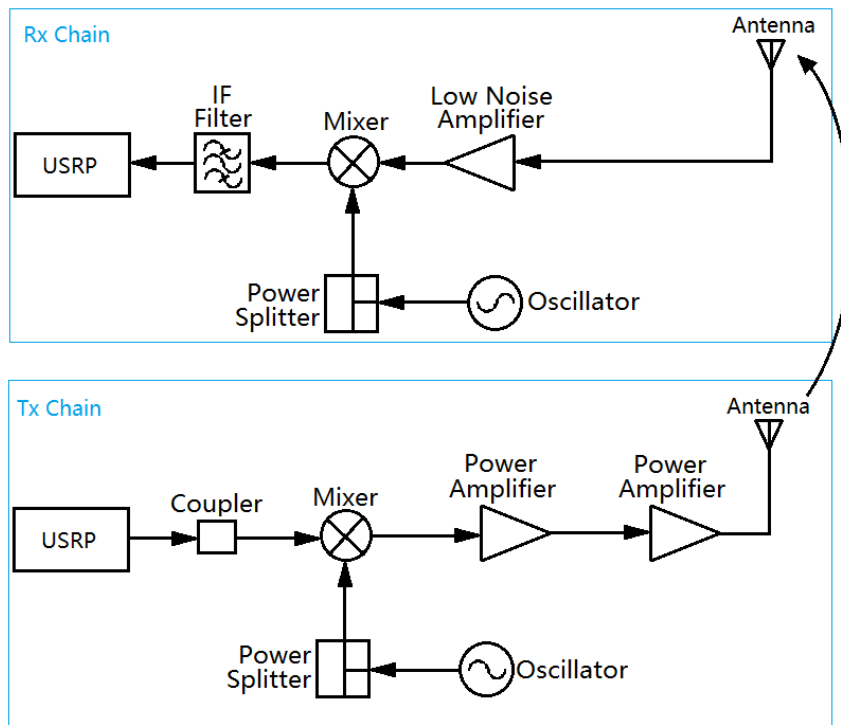 Rx Chain
Antenna
IF
Filter
Low Noise
Amplifier
Mixer
USRP
Power
Splitter
Oscillator
Tx Chain
Antenna
Power
Amplifier
Power
Amplifier
Coupler
Mixer
USRP
Power
Splitter
Oscillator